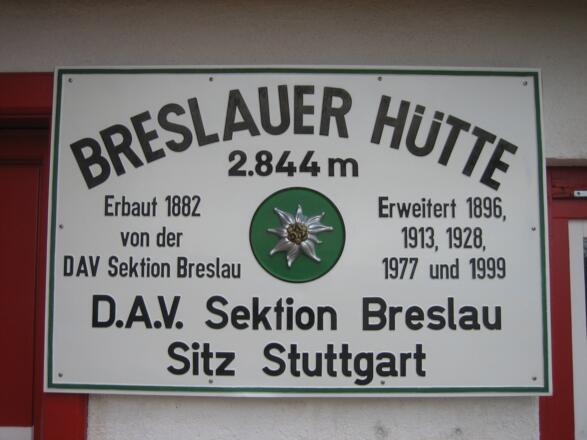 BRESLAUER HÜTTE
2.844 m
Erbaut 1882
von der
DAV Sektion Breslau
Erweitert 1896,
1913, 1928,
1977 und 1999
D.A.V. Sektion Breslau
Sitz Stuttgart